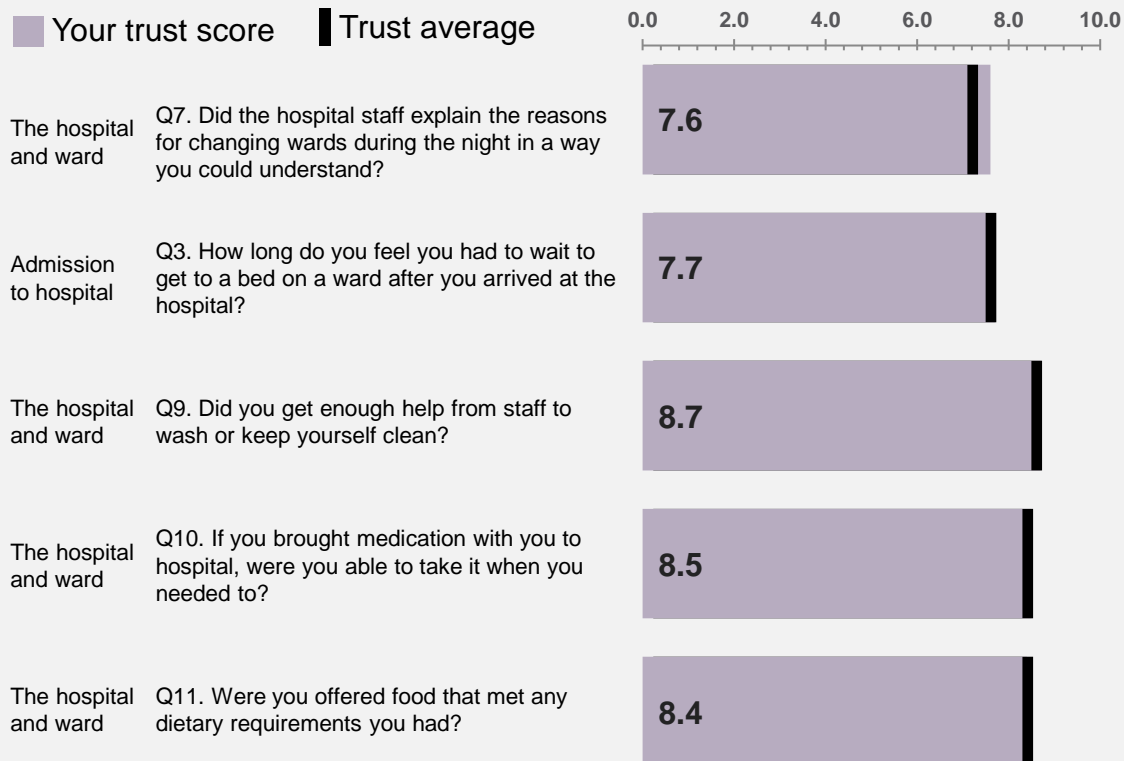 Your trust score
Trust average
0.0 2.0 4.0 6.0 8.0 10.0
The hospital
and ward
Q7. Did the hospital staff explain the reasons
for changing wards during the night in a way
you could understand?
7.6
Admission
to hospital
Q3. How long do you feel you had to wait to
get to a bed on a ward after you arrived at the
hospital?
7.7
The hospital
and ward
Q9. Did you get enough help from staff to
wash or keep yourself clean?
8.7
The hospital
and ward
Q10. If you brought medication with you to
hospital, were you able to take it when you
needed to?
8.5
The hospital
and ward
Q11. Were you offered food that met any
dietary requirements you had?
8.4